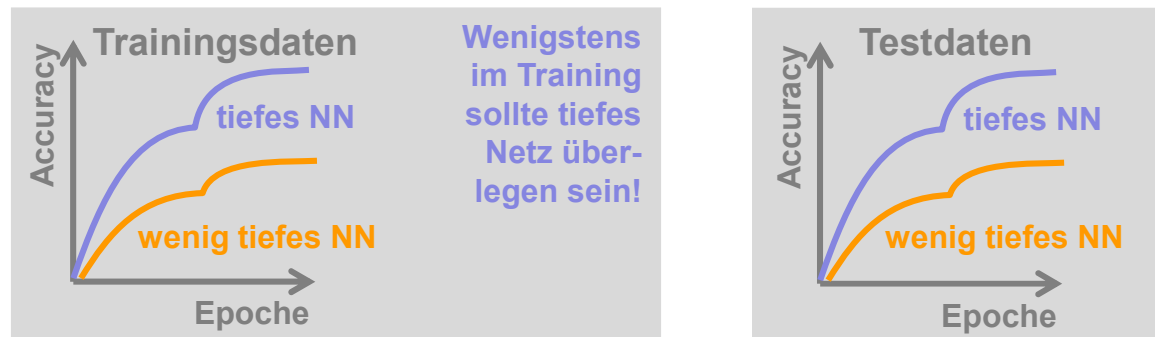 Trainingsdaten
Accuracy
tiefes NN
wenig tiefes NN
Epoche
Wenigstens
im Training
sollte tiefes
Netz über-
legen sein!
Testdaten
Accuracy
tiefes NN
wenig tiefes NN
Epoche